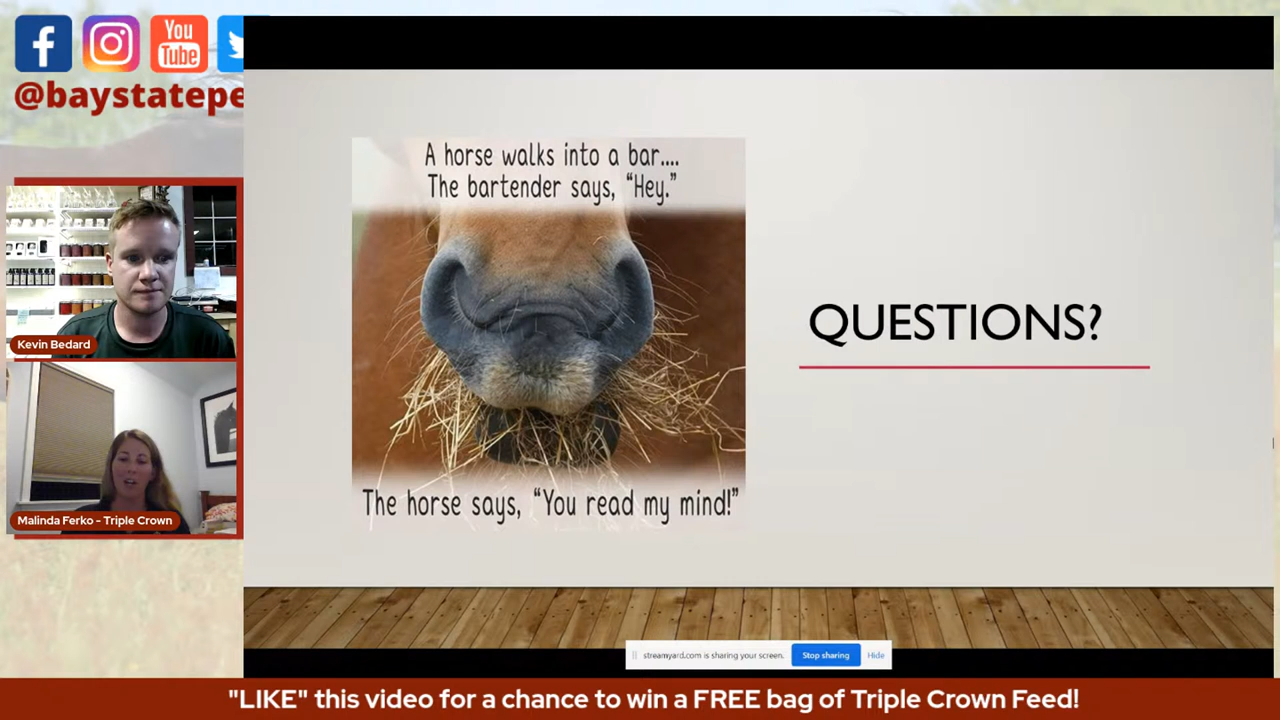 You
Tube
@baystatepe
A horse walks into a bar....
The bartender says, “Hey.”
The horse says, “You read my mind!”
QUESTIONS?
Kevin Bedard
Malinda Ferko - Triple Crown
streamyard.com is sharing your screen.
Stop sharing
Hide
"LIKE" this video for a chance to win a FREE bag of Triple Crown Feed!